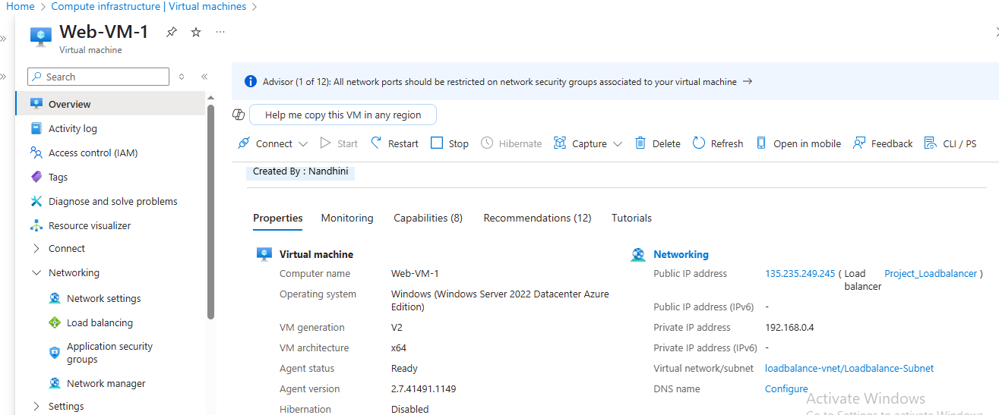 Home > Compute infrastructure | Virtual machines >
Web-VM-1 ...
Virtual machine
Search
Overview
Activity log
Access control (IAM)
Tags
Diagnose and solve problems
Resource visualizer
Connect
Networking
Network settings
Load balancing
Application security
groups
Network manager
Settings
Advisor (1 of 12): All network ports should be restricted on network security groups associated to your virtual machine →
Help me copy this VM in any region
Connect Start Restart Stop Hibernate Capture Delete Refresh Open in mobile Feedback CLI / PS
Created By : Nandhini
Properties Monitoring Capabilities (8) Recommendations (12) Tutorials
Virtual machine
Computer name Web-VM-1
Operating system Windows (Windows Server 2022 Datacenter Azure
Edition)
VM generation V2
VM architecture x64
Agent status Ready
Agent version 2.7.41491.1149
Hibernation Disabled
Networking
Public IP address 135.235.249.245 ( Load Project_Loadbalancer )
balancer
Public IP address (IPv6) -
Private IP address 192.168.0.4
Private IP address (IPv6) -
Virtual network/subnet loadbalance-vnet/Loadbalance-Subnet
DNS name Configure
Activate Windows
Go to Settings to activate Windows